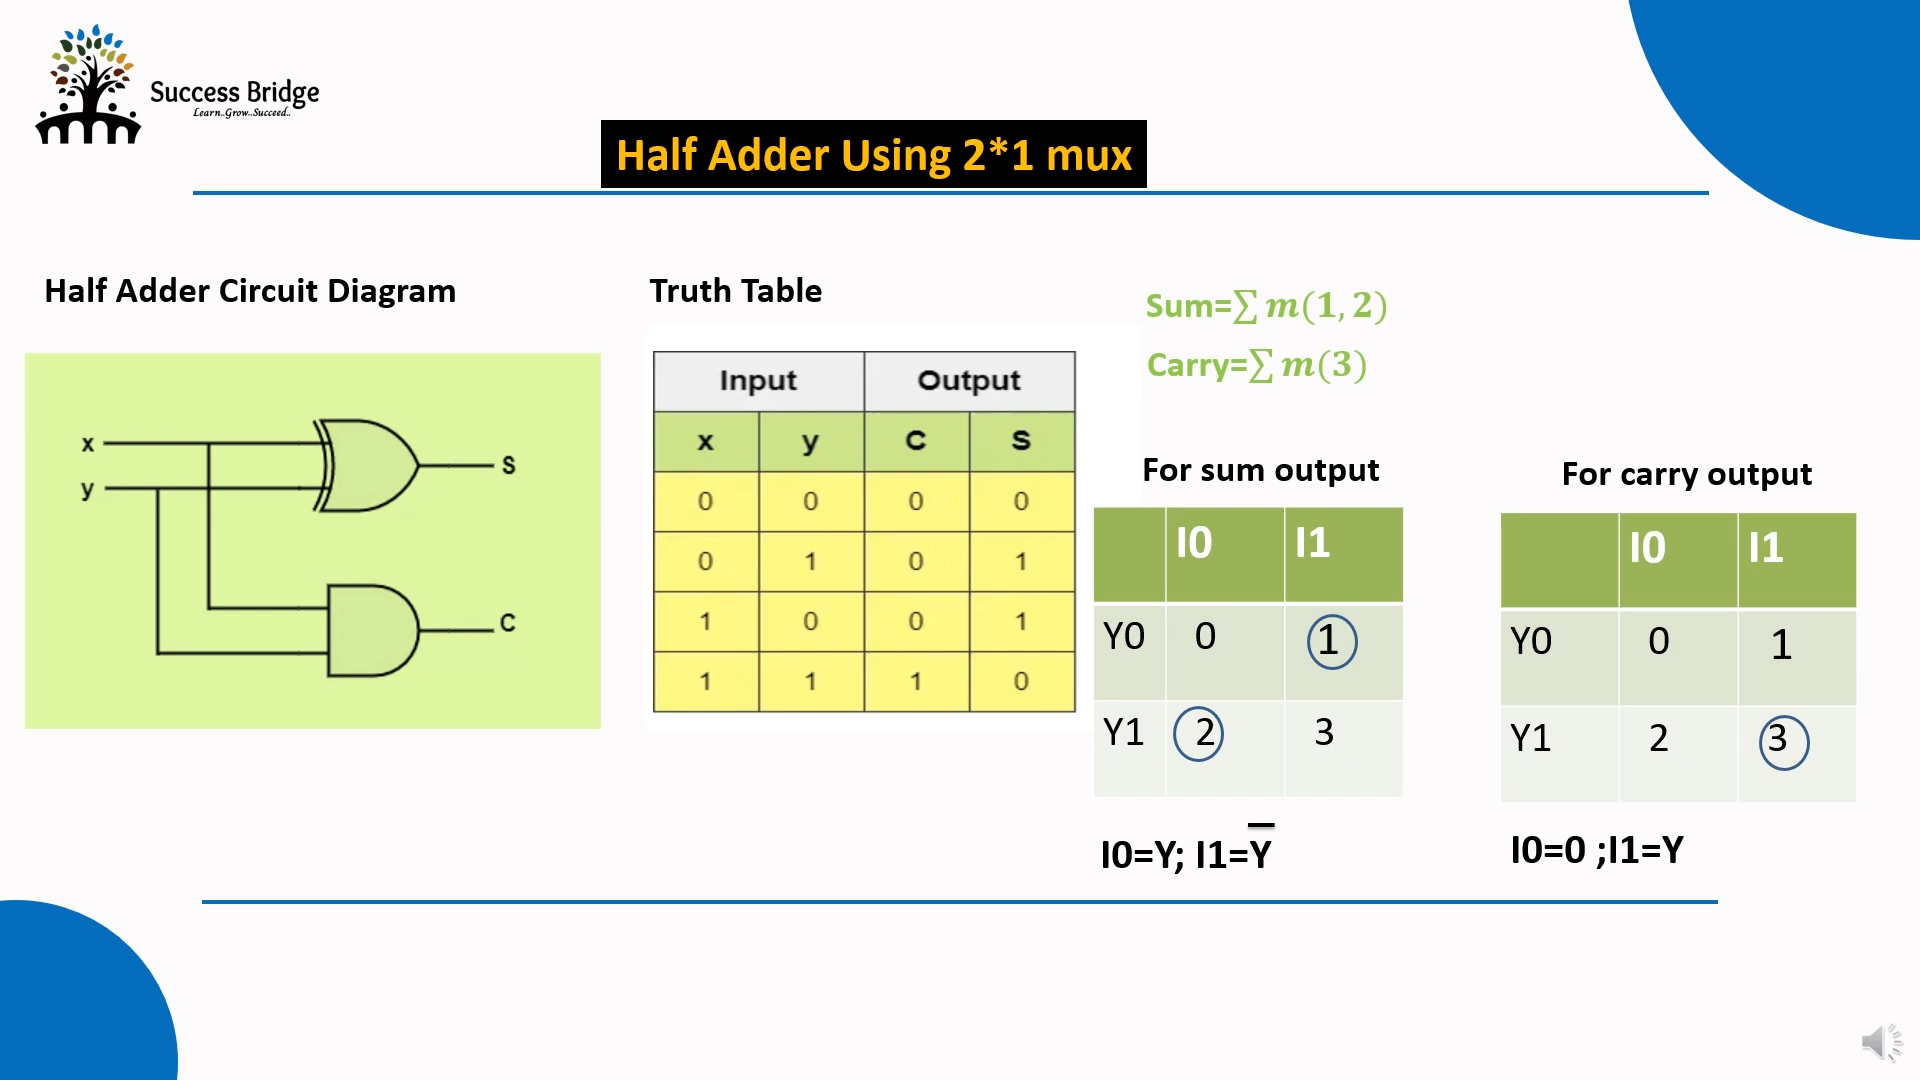 Success Bridge
Learn..Grow..Succeed..
Half Adder Using 2*1 mux
Half Adder Circuit Diagram
x
y
S
C
Truth Table
Input Output
x y C S
0 0 0 0
0 1 0 1
1 0 0 1
1 1 1 0
Sum=∑ m(1, 2)
Carry=∑ m(3)
For sum output
I0 I1
Y0 0 1
Y1 2 3
I0=Y; I1=Y̅
For carry output
I0 I1
Y0 0 1
Y1 2 3
I0=0 ;I1=Y